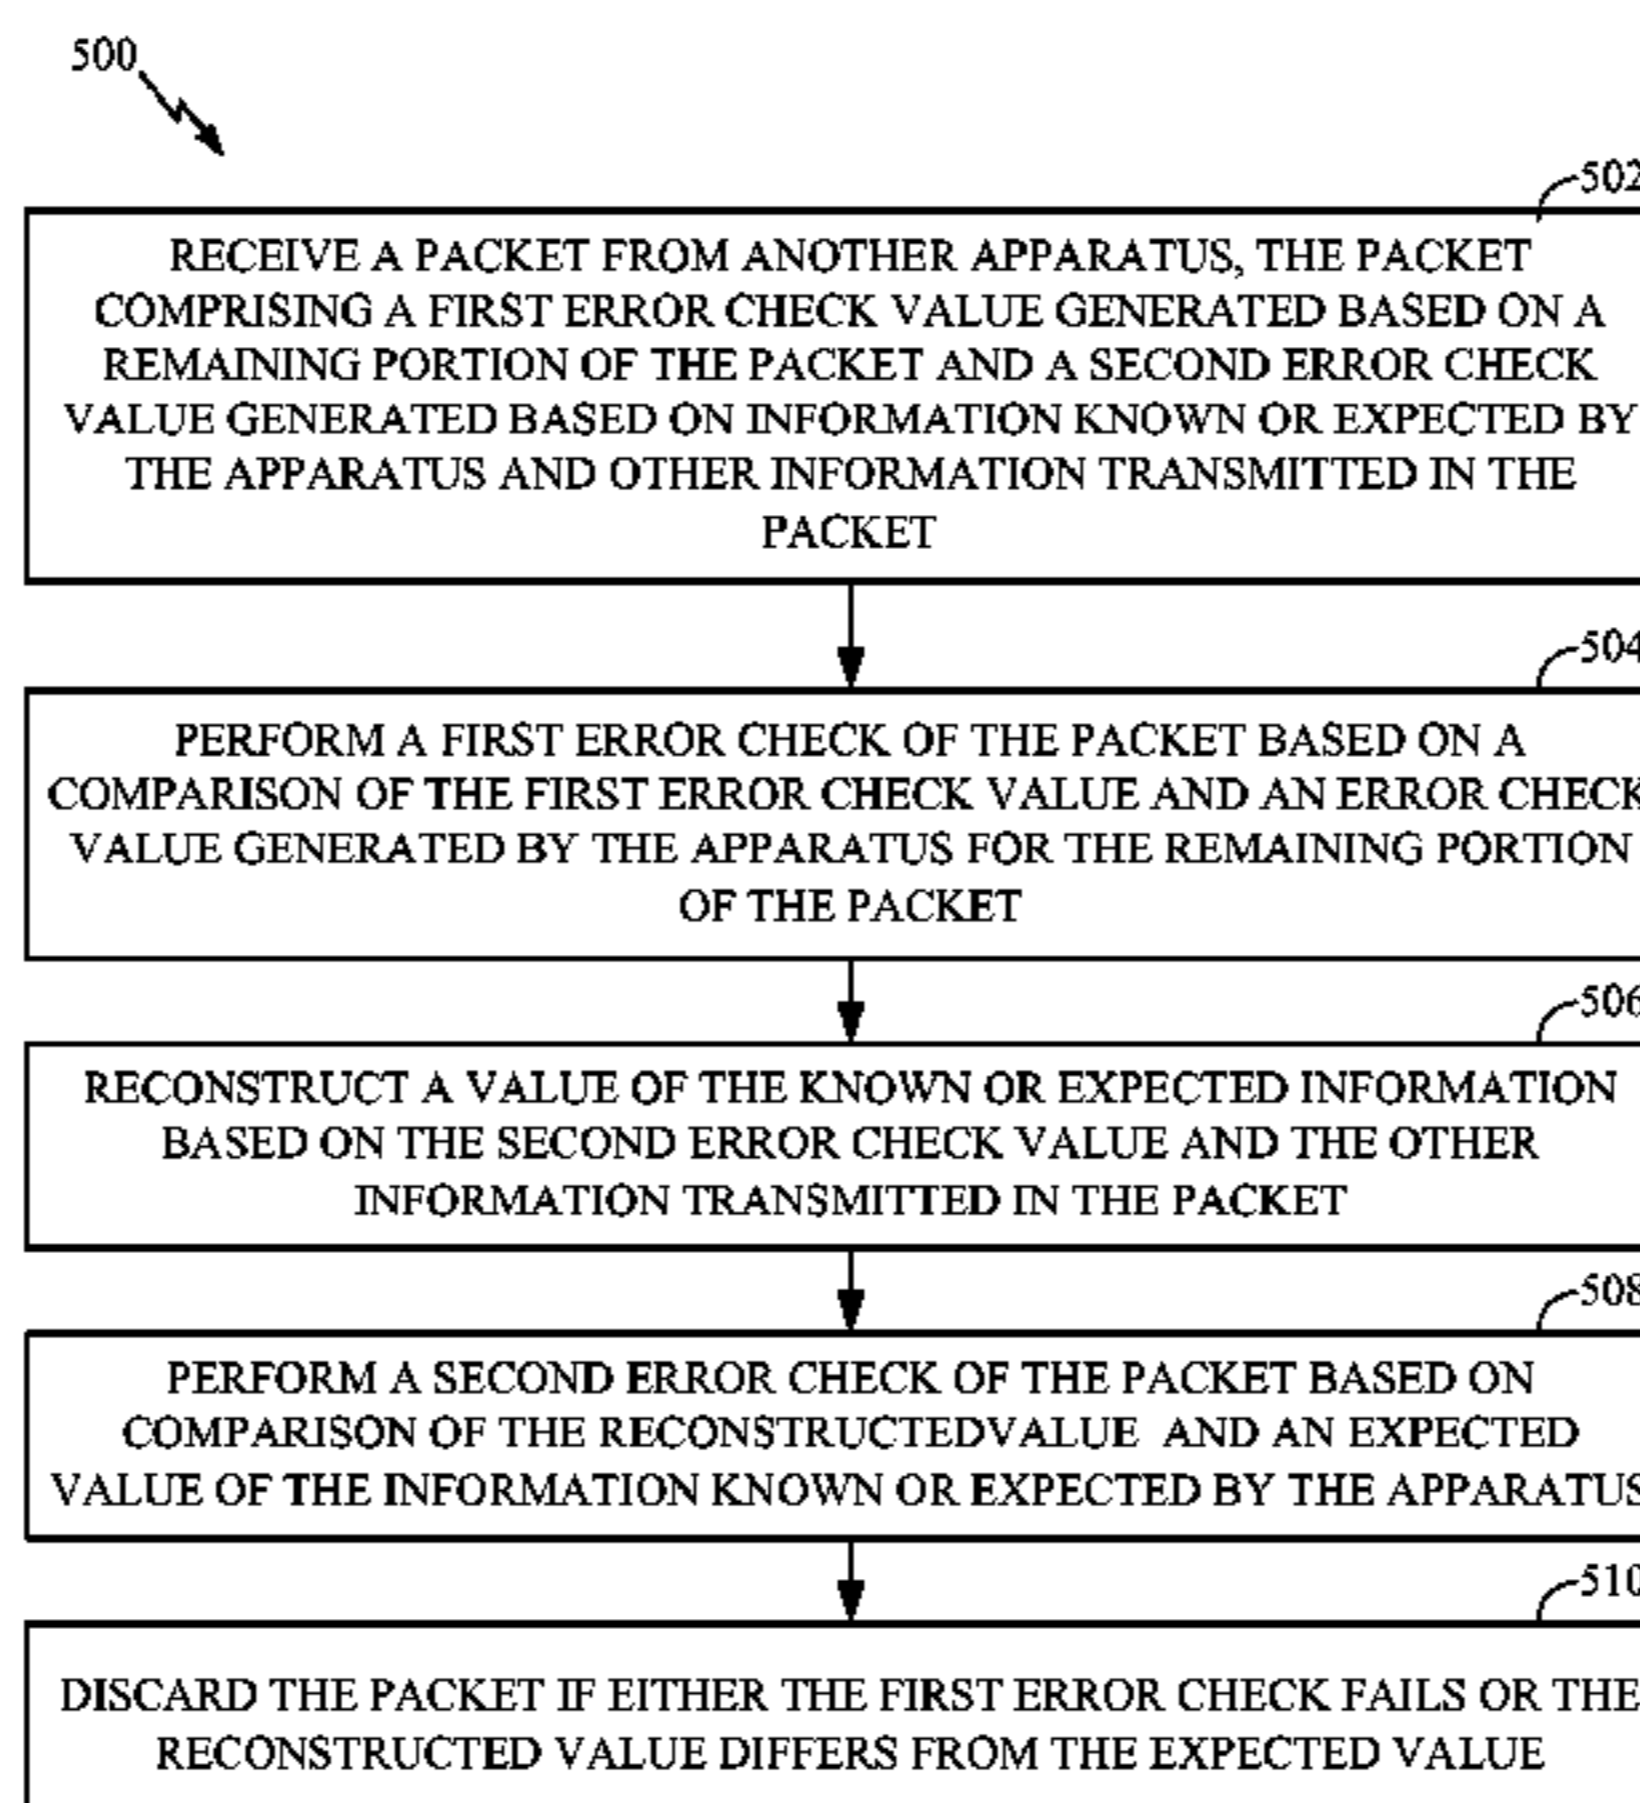 500
502
RECEIVE A PACKET FROM ANOTHER APPARATUS, THE PACKET
COMPRISING A FIRST ERROR CHECK VALUE GENERATED BASED ON A
REMAINING PORTION OF THE PACKET AND A SECOND ERROR CHECK
VALUE GENERATED BASED ON INFORMATION KNOWN OR EXPECTED BY
THE APPARATUS AND OTHER INFORMATION TRANSMITTED IN THE
PACKET
504
PERFORM A FIRST ERROR CHECK OF THE PACKET BASED ON A
COMPARISON OF THE FIRST ERROR CHECK VALUE AND AN ERROR CHECK
VALUE GENERATED BY THE APPARATUS FOR THE REMAINING PORTION
OF THE PACKET
506
RECONSTRUCT A VALUE OF THE KNOWN OR EXPECTED INFORMATION
BASED ON THE SECOND ERROR CHECK VALUE AND THE OTHER
INFORMATION TRANSMITTED IN THE PACKET
508
PERFORM A SECOND ERROR CHECK OF THE PACKET BASED ON
COMPARISON OF THE RECONSTRUCTEDVALUE AND AN EXPECTED
VALUE OF THE INFORMATION KNOWN OR EXPECTED BY THE APPARATUS
510
DISCARD THE PACKET IF EITHER THE FIRST ERROR CHECK FAILS OR THE
RECONSTRUCTED VALUE DIFFERS FROM THE EXPECTED VALUE